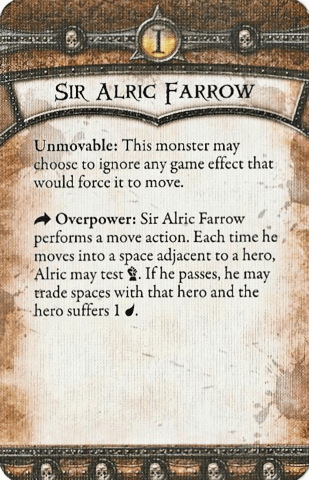 I
Sir Alric Farrow
Unmovable: This monster may
choose to ignore any game effect that
would force it to move.
Overpower: Sir Alric Farrow
performs a move action. Each time he
moves into a space adjacent to a hero,
Alric may test . If he passes, he may
trade spaces with that hero and the
hero suffers 1 .